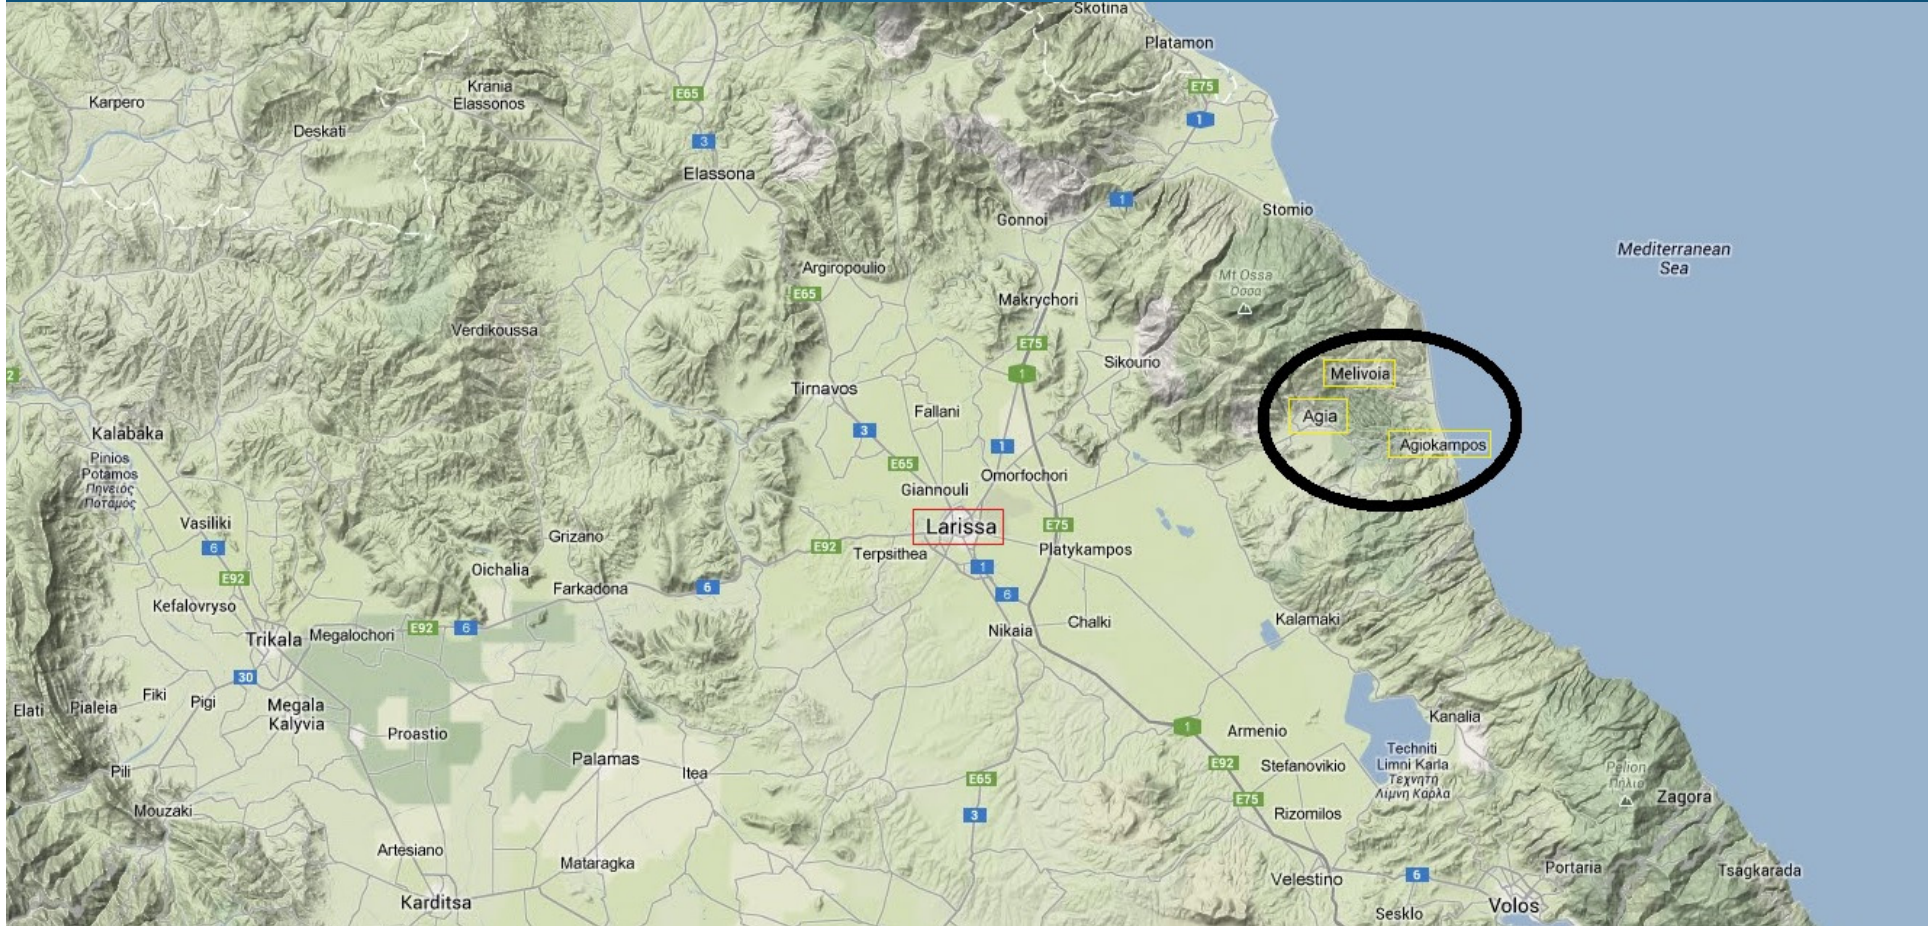 Skotina
Platamon
E75
1
Karpero
Krania
Elassonos
E65
Deskati
3
Elassona
1
Gonnoi
Stomio
Mediterranean
Sea
Argiropoulio
E65
Mt Ossa
Όσσα
Makrychori
Verdikoussa
E75
Sikourio
1
2
Melivoia
Tirnavos
Fallani
Agia
3
1
Agiokampos
Kalabaka
Pinios
Potamos
Πηνειός
Ποταμός
E65
Omorfochori
Giannouli
Vasiliki
Larissa
E75
6
Grizano
E92
Terpsithea
Platykampos
E92
Oichalia
Farkadona
6
1
6
Kefalovryso
Trikala
Megalochori
E92
6
Nikaia
Chalki
Kalamaki
30
Fiki
Pigi
Elati
Pialeia
Megala
Kalyvia
Proastio
1
Armenio
Kanalia
Techniti
Limni Karla
Τεχνητή
Λίμνη Κάρλα
Palamas
Itea
Pili
E65
E92
Stefanovikio
Pelion
Πήλιο
Zagora
Mouzaki
3
E75
Rizomilos
Artesiano
Mataragka
Velestino
6
Portaria
Tsagkarada
Karditsa
Sesklo
Volos